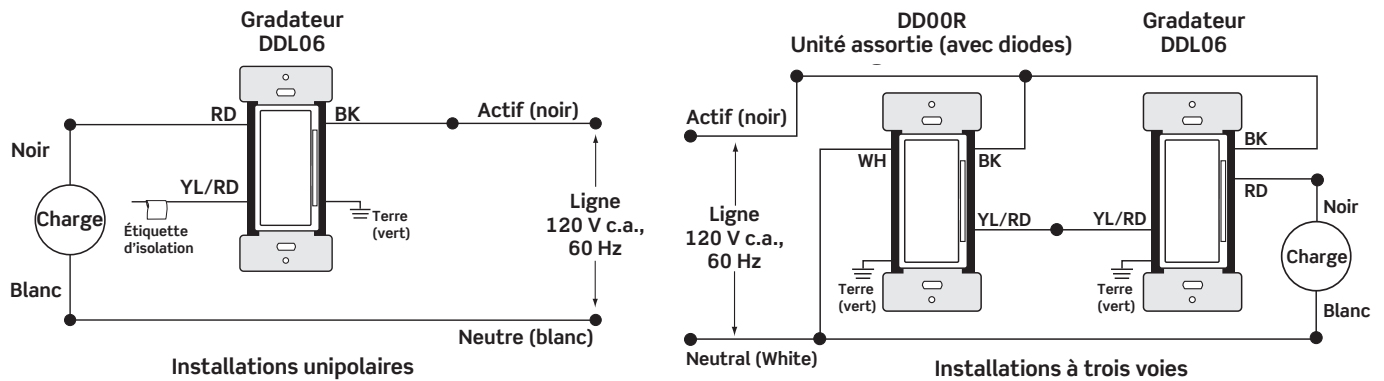 Gradateur
DDL06
RD
BK
Actif (noir)
Noir
YL/RD
Charge
Étiquette
d'isolation
Terre
(vert)
Ligne
120 V c.a.,
60 Hz
Blanc
Neutre (blanc)
Installations unipolaires
DD00R
Unité assortie (avec diodes)
Gradateur
DDL06
Actif (noir)
WH
BK
BK
RD
Noir
Ligne
120 V c.a.,
60 Hz
YL/RD
YL/RD
Charge
Terre
(vert)
Terre
(vert)
Blanc
Neutral (White)
Installations à trois voies